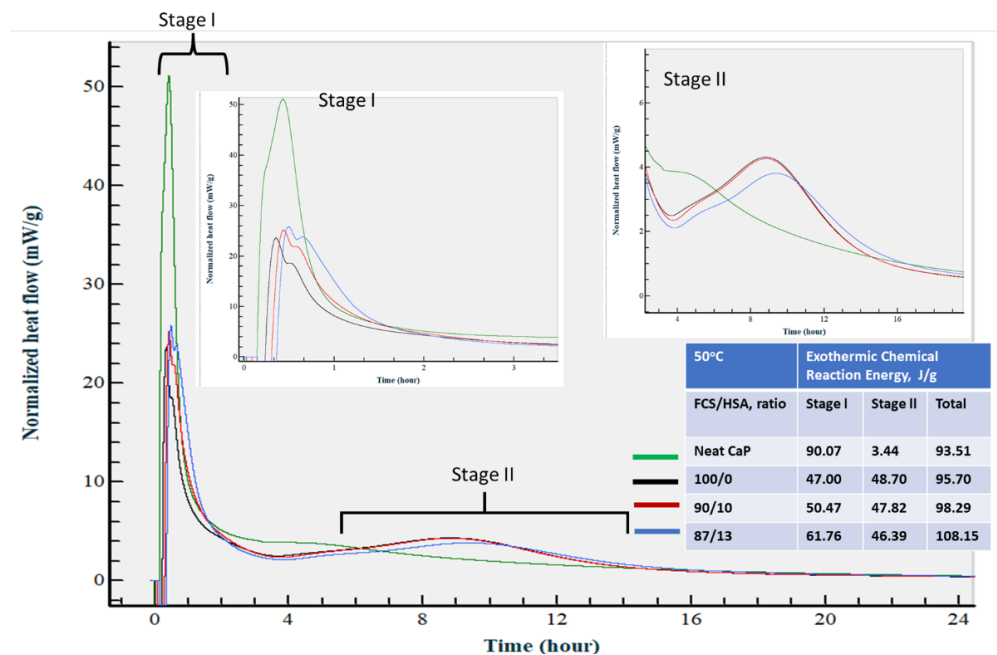 Stage I
50
40
30
20
10
0
Normalized heat flow (mW/g)
0 4 8 12 16 20 24
Time (hour)
Stage I
50
40
30
20
10
0
Normalized heat flow (mW/g)
0 1 2 3
Time (hour)
Stage II
6
4
2
0
Normalized heat flow (mW/g)
4 8 12 16
Time (hour)
Stage II
50°C Exothermic Chemical
Reaction Energy, J/g
FCS/HSA, ratio Stage I Stage II Total
Neat CaP 90.07 3.44 93.51
100/0 47.00 48.70 95.70
90/10 50.47 47.82 98.29
87/13 61.76 46.39 108.15